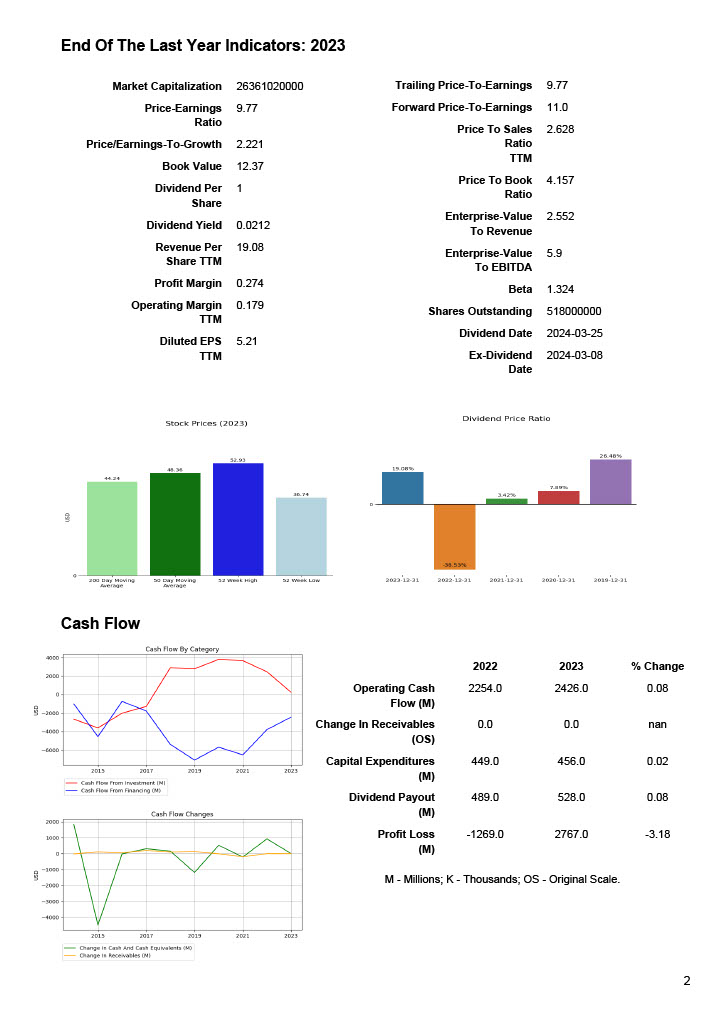 End Of The Last Year Indicators: 2023
Market Capitalization 26361020000
Price-Earnings 9.77
Ratio
Price/Earnings-To-Growth 2.221
Book Value 12.37
Dividend Per 1
Share
Dividend Yield 0.0212
Revenue Per 19.08
Share TTM
Profit Margin 0.274
Operating Margin 0.179
TTM
Diluted EPS 5.21
TTM
Trailing Price-To-Earnings 9.77
Forward Price-To-Earnings 11.0
Price To Sales 2.628
Ratio
TTM
Price To Book 4.157
Ratio
Enterprise-Value 2.552
To Revenue
Enterprise-Value 5.9
To EBITDA
Beta 1.324
Shares Outstanding 518000000
Dividend Date 2024-03-25
Ex-Dividend 2024-03-08
Date
Stock Prices (2023)
USD
44.24
48.36
52.93
36.74
0
200 Day Moving
Average
50 Day Moving
Average
52 Week High
52 Week Low
Dividend Price Ratio
19.08%
-38.53%
3.42%
7.89%
26.48%
0
2023-12-31 2022-12-31 2021-12-31 2020-12-31 2019-12-31
Cash Flow
Cash Flow By Category
USD
4000
2000
0
−2000
−4000
−6000
2015 2017 2019 2021 2023
Cash Flow From Investment (M)
Cash Flow From Financing (M)
Cash Flow Changes
USD
2000
1000
0
−1000
−2000
−3000
−4000
2015 2017 2019 2021 2023
Change In Cash And Cash Equivalents (M)
Change In Receivables (M)
2022 2023 % Change
Operating Cash 2254.0 2426.0 0.08
Flow (M)
Change In Receivables 0.0 0.0 nan
(OS)
Capital Expenditures 449.0 456.0 0.02
(M)
Dividend Payout 489.0 528.0 0.08
(M)
Profit Loss -1269.0 2767.0 -3.18
(M)
M - Millions; K - Thousands; OS - Original Scale.
2